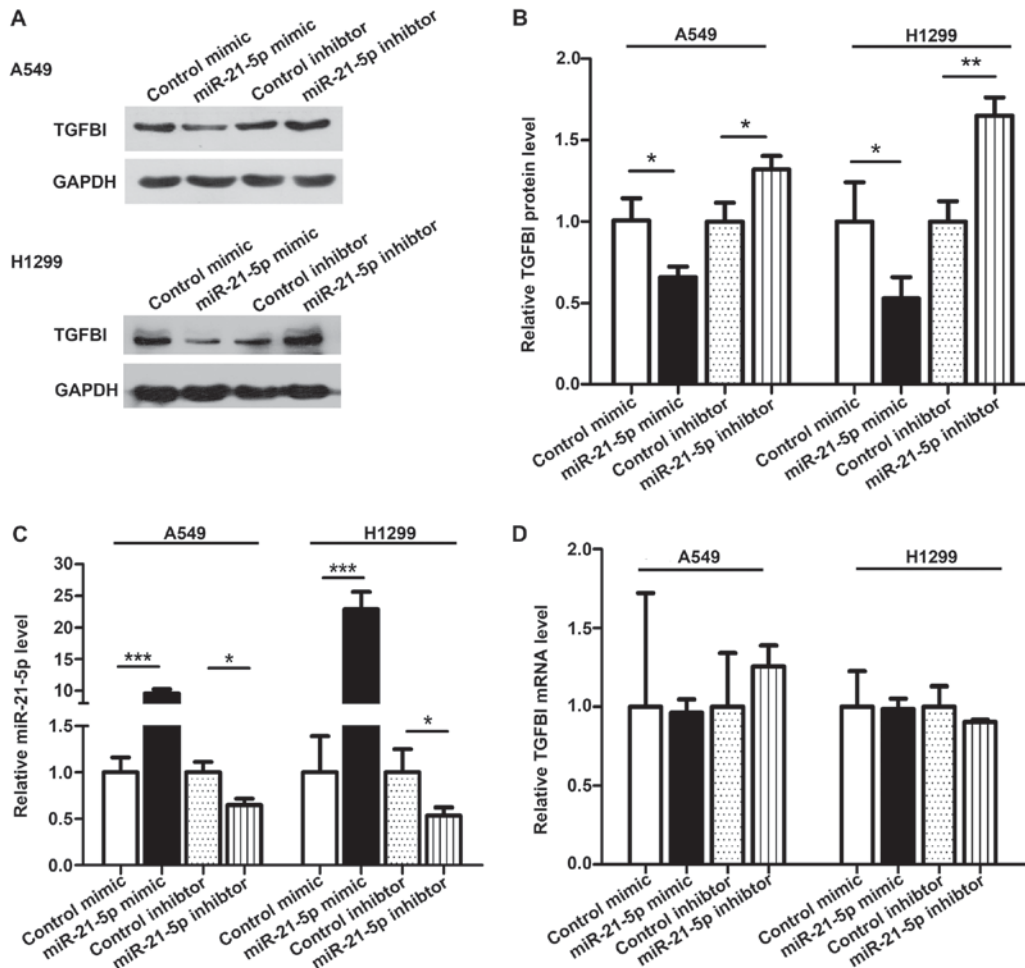 A
Control mimic
miR-21-5p mimic
Control inhibtor
miR-21-5p inhibtor
A549
TGFBI
GAPDH
Control mimic
miR-21-5p mimic
Control inhibtor
miR-21-5p inhibtor
H1299
TGFBI
GAPDH
B
A549
H1299
Relative TGFBI protein level
2.0
1.5
1.0
0.5
0.0
*
*
*
**
Control mimic
miR-21-5p mimic
Control inhibtor
miR-21-5p inhibtor
Control mimic
miR-21-5p mimic
Control inhibtor
miR-21-5p inhibtor
C
A549
H1299
Relative miR-21-5p level
30
25
20
15
10
1.5
1.0
0.5
0.0
***
*
***
*
Control mimic
miR-21-5p mimic
Control inhibtor
miR-21-5p inhibtor
Control mimic
miR-21-5p mimic
Control inhibtor
miR-21-5p inhibtor
D
A549
H1299
Relative TGFBI mRNA level
2.0
1.5
1.0
0.5
0.0
Control mimic
miR-21-5p mimic
Control inhibitor
miR-21-5p inhibitor
Control mimic
miR-21-5p mimic
Control inhibitor
miR-21-5p inhibitor